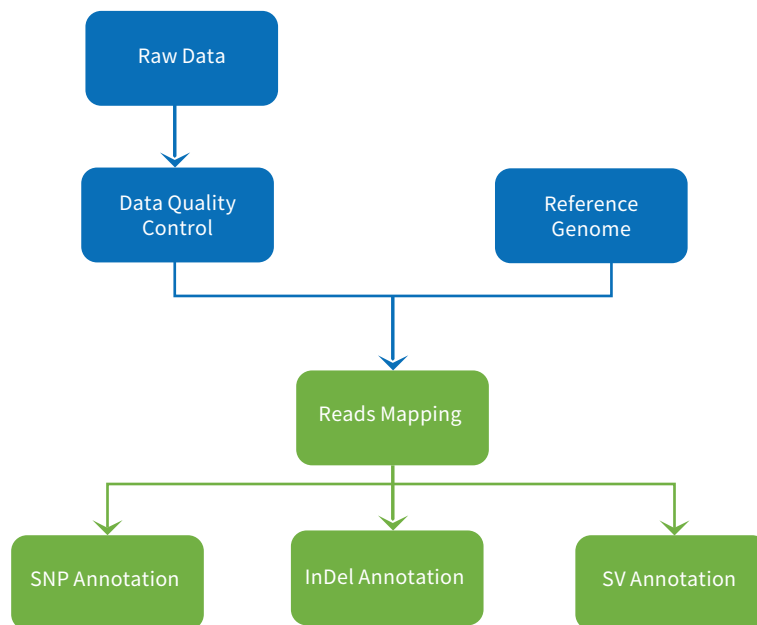 Raw Data
Data Quality
Control
Reference
Genome
Reads Mapping
SNP Annotation
InDel Annotation
SV Annotation